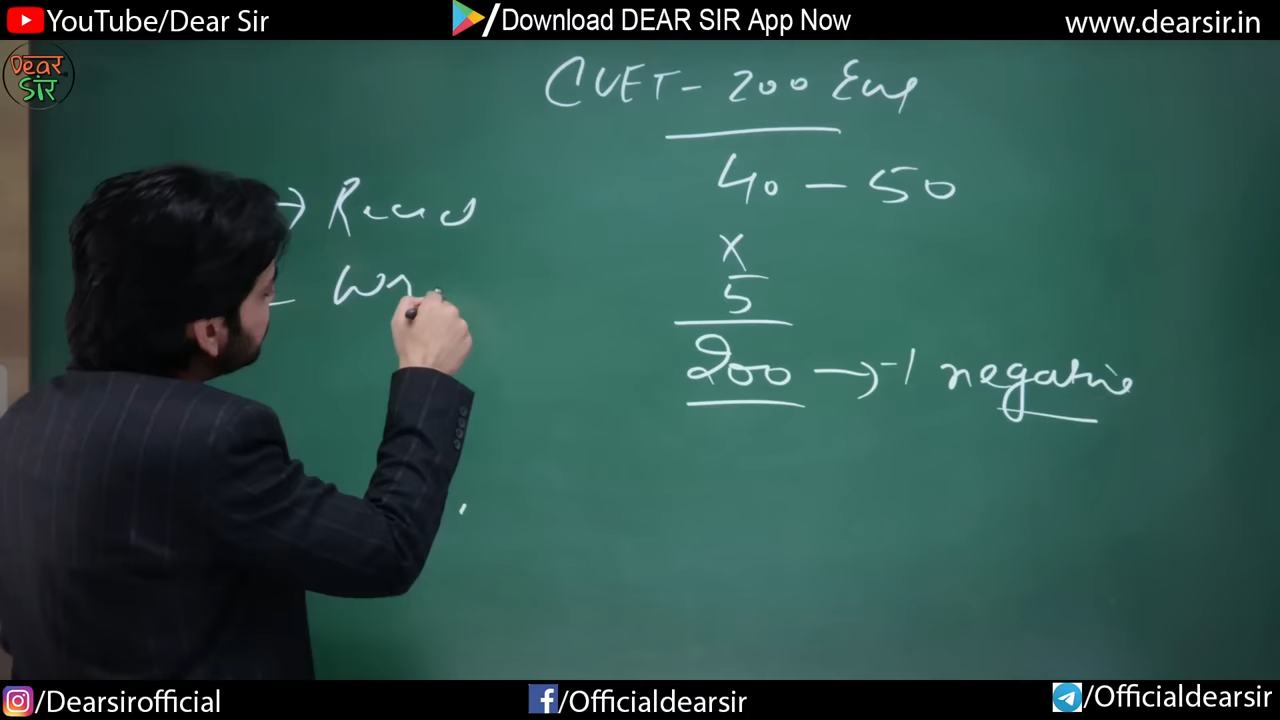 YouTube/Dear Sir
/Download DEAR SIR App Now
www.dearsir.in
Dear
Sir
CUET - 200 Eng
40 - 50
x
5
200 → -1 negative
→ Read
- Wr
/Dearsirofficial
/Officialdearsir
/Officialdearsir